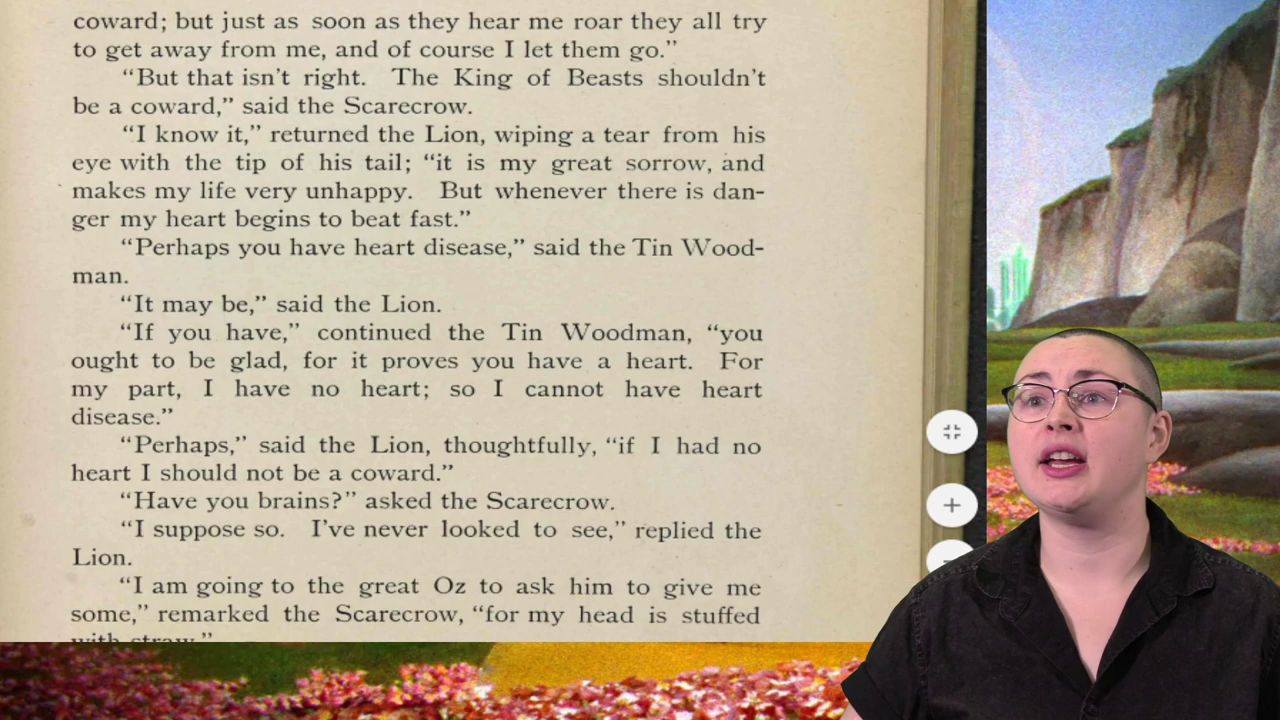 coward; but just as soon as they hear me roar they all try
to get away from me, and of course I let them go.”
“But that isn’t right. The King of Beasts shouldn’t
be a coward,” said the Scarecrow.
“I know it,” returned the Lion, wiping a tear from his
eye with the tip of his tail; “it is my great sorrow, and
makes my life very unhappy. But whenever there is dan-
ger my heart begins to beat fast.”
“Perhaps you have heart disease,” said the Tin Wood-
man.
“It may be,” said the Lion.
“If you have,” continued the Tin Woodman, “you
ought to be glad, for it proves you have a heart. For
my part, I have no heart; so I cannot have heart
disease.”
“Perhaps,” said the Lion, thoughtfully, “if I had no
heart I should not be a coward.”
“Have you brains?” asked the Scarecrow.
“I suppose so. I’ve never looked to see,” replied the
Lion.
“I am going to the great Oz to ask him to give me
some,” remarked the Scarecrow, “for my head is stuffed
with straw.”